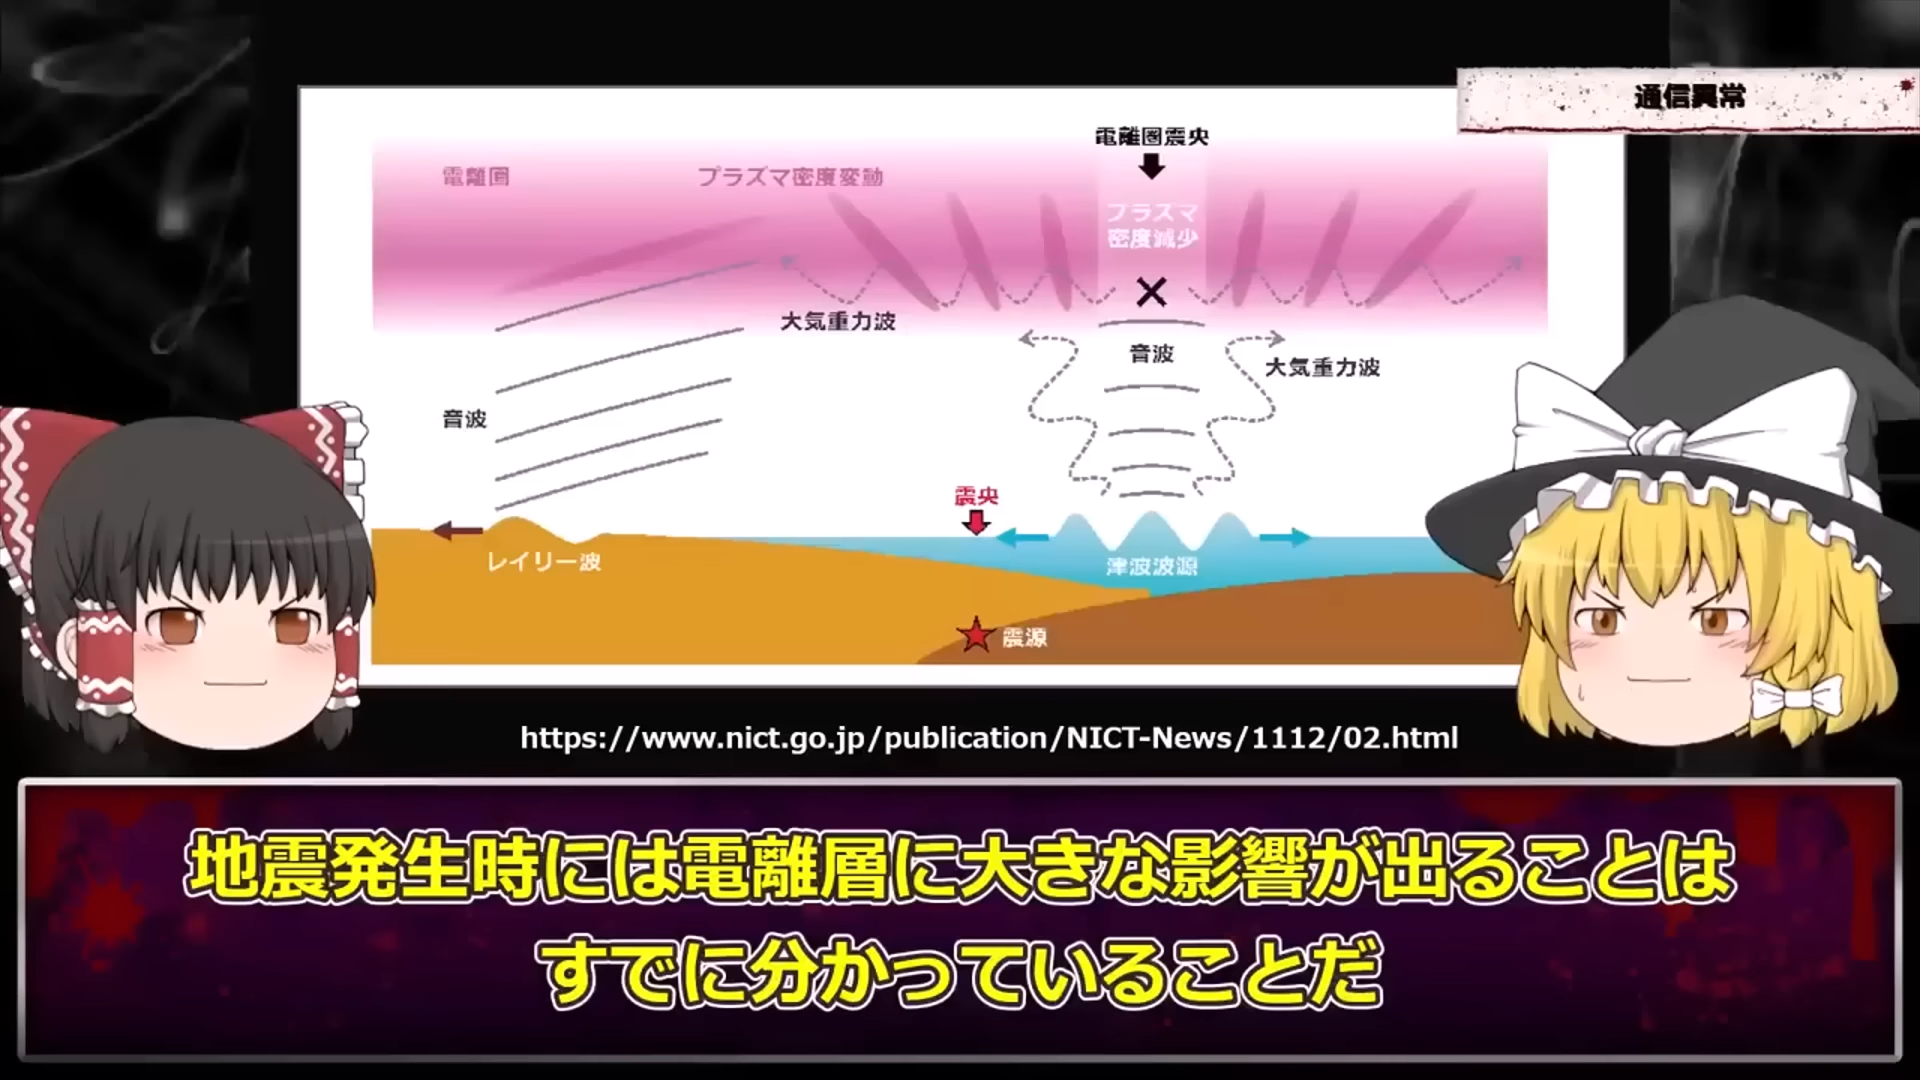 通信異常
電離圏震央
電離圏
プラズマ密度変動
プラズマ
密度減少
大気重力波
音波
大気重力波
音波
震央
レイリー波
津波波源
震源
https://www.nict.go.jp/publication/NICT-News/1112/02.html
地震発生時には電離層に大きな影響が出ることは
すでに分かっていることだ